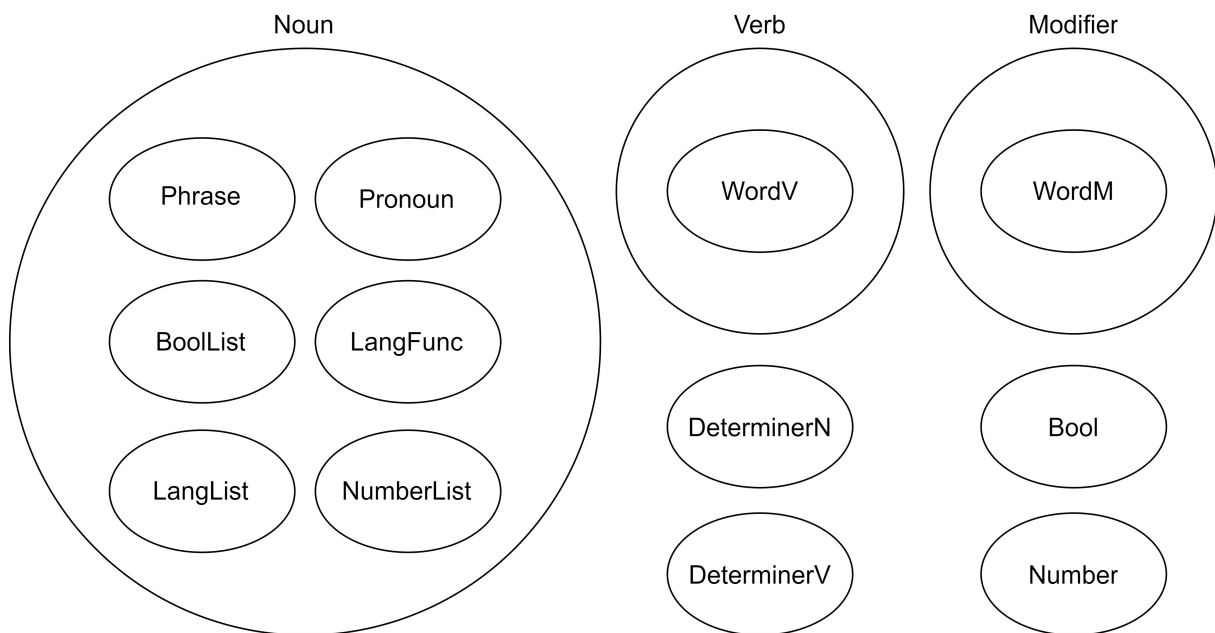 Noun
Verb
Modifier
Phrase
Pronoun
WordV
WordM
BoolList
LangFunc
DeterminerN
Bool
LangList
NumberList
DeterminerV
Number